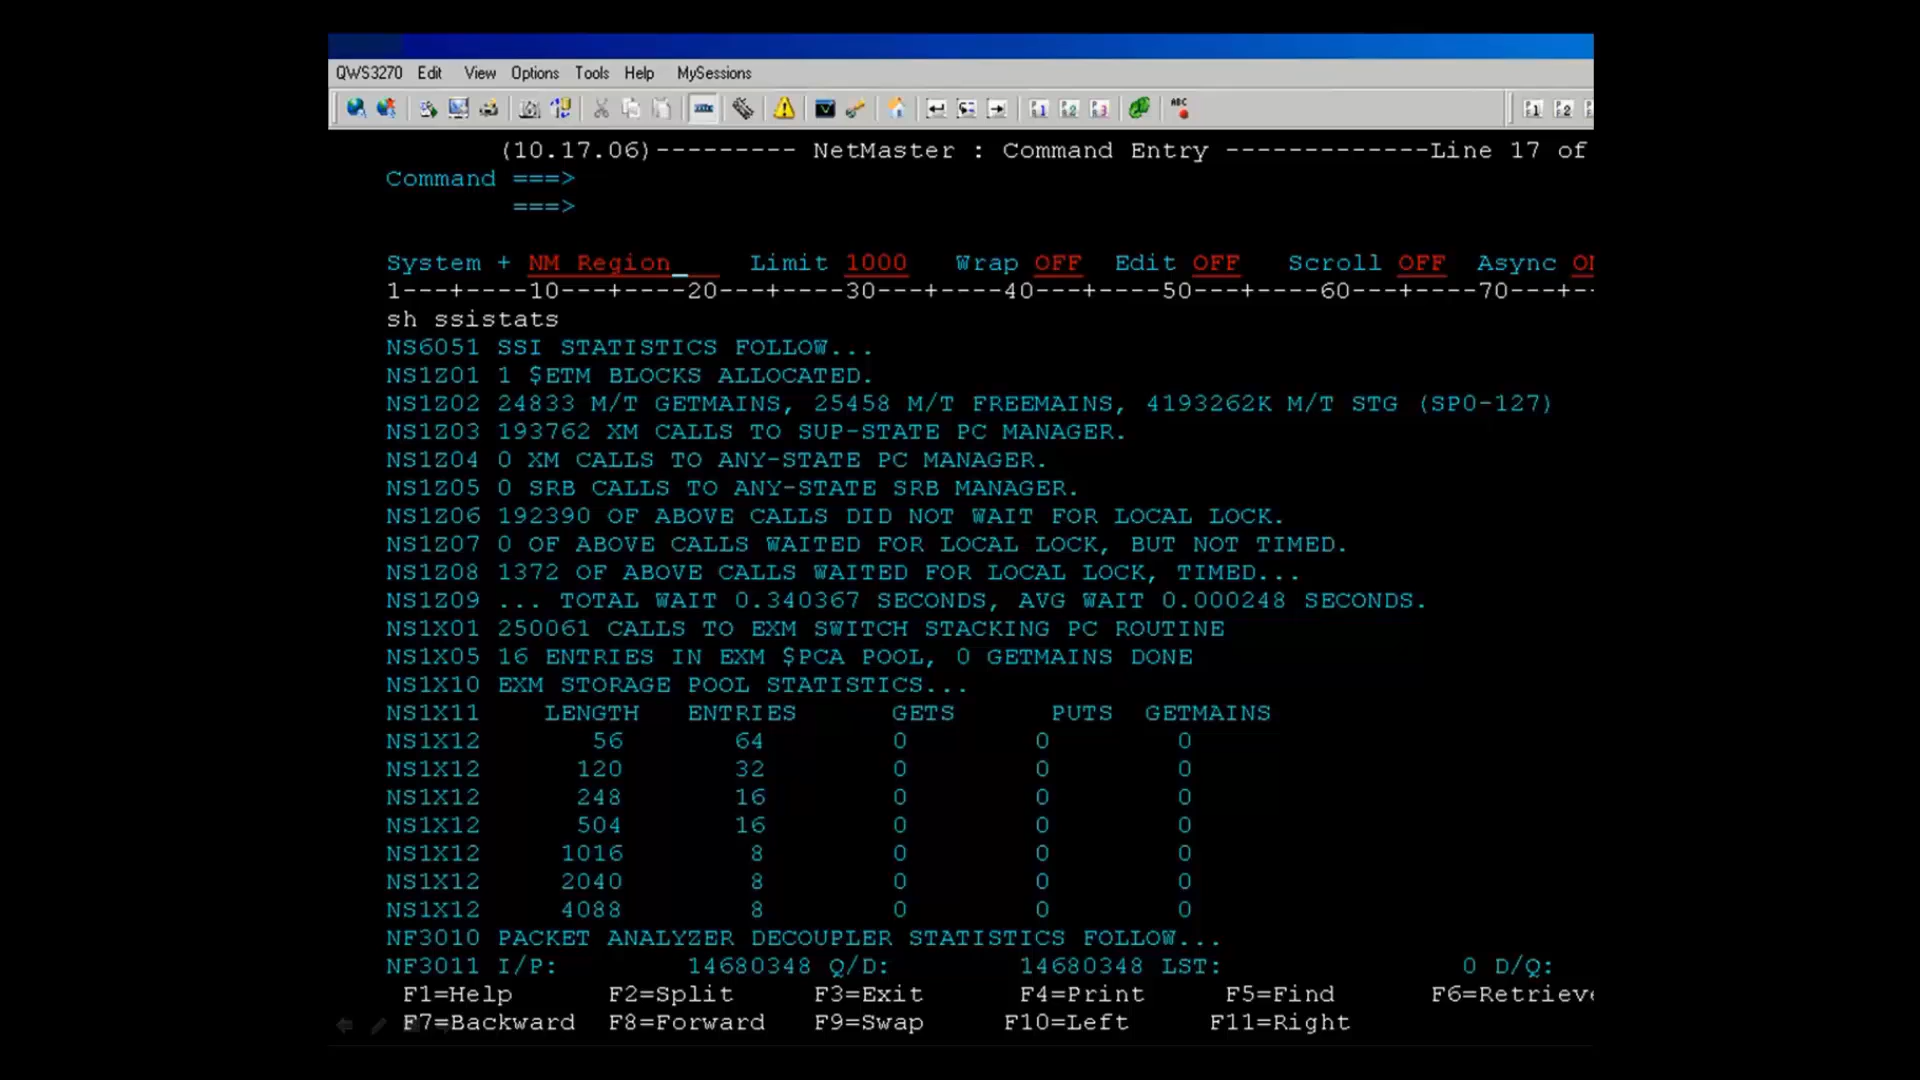 QWS3270 Edit View Options Tools Help MySessions
(10.17.06)--------- NetMaster : Command Entry -------------Line 17 of
Command ===>
===>
System + NM Region_ Limit 1000 Wrap OFF Edit OFF Scroll OFF Async
1---+----10---+----20---+----30---+----40---+----50---+----60---+----70---+--
sh ssistats
NS6051 SSI STATISTICS FOLLOW...
NS1Z01 1 $ETM BLOCKS ALLOCATED.
NS1Z02 24833 M/T GETMAINS, 25458 M/T FREEMAINS, 4193262K M/T STG (SP0-127)
NS1Z03 193762 XM CALLS TO SUP-STATE PC MANAGER.
NS1Z04 0 XM CALLS TO ANY-STATE PC MANAGER.
NS1Z05 0 SRB CALLS TO ANY-STATE SRB MANAGER.
NS1Z06 192390 OF ABOVE CALLS DID NOT WAIT FOR LOCAL LOCK.
NS1Z07 0 OF ABOVE CALLS WAITED FOR LOCAL LOCK, BUT NOT TIMED.
NS1Z08 1372 OF ABOVE CALLS WAITED FOR LOCAL LOCK, TIMED...
NS1Z09 ... TOTAL WAIT 0.340367 SECONDS, AVG WAIT 0.000248 SECONDS.
NS1X01 250061 CALLS TO EXM SWITCH STACKING PC ROUTINE
NS1X05 16 ENTRIES IN EXM $PCA POOL, 0 GETMAINS DONE
NS1X10 EXM STORAGE POOL STATISTICS...
NS1X11 LENGTH ENTRIES GETS PUTS GETMAINS
NS1X12 56 64 0 0 0
NS1X12 120 32 0 0 0
NS1X12 248 16 0 0 0
NS1X12 504 16 0 0 0
NS1X12 1016 8 0 0 0
NS1X12 2040 8 0 0 0
NS1X12 4088 8 0 0 0
NF3010 PACKET ANALYZER DECOUPLER STATISTICS FOLLOW...
NF3011 I/P: 14680348 Q/D: 14680348 LST: 0 D/Q:
F1=Help F2=Split F3=Exit F4=Print F5=Find F6=Retrieve
F7=Backward F8=Forward F9=Swap F10=Left F11=Right